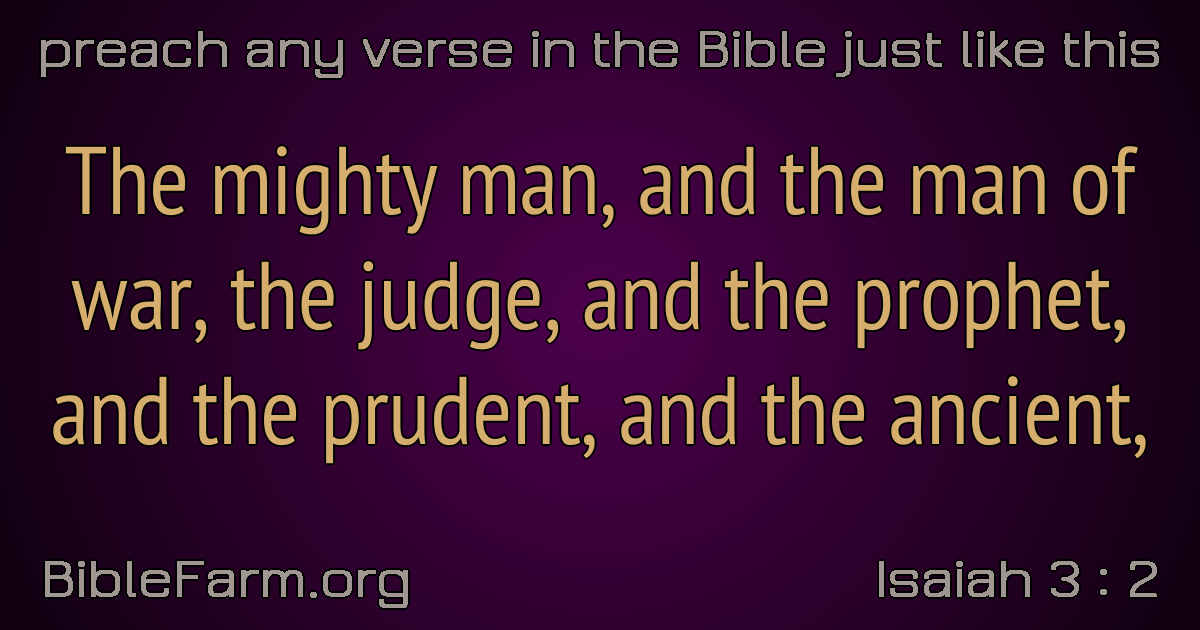 preach any verse in the Bible just like this
The mighty man, and the man of
war, the judge, and the prophet,
and the prudent, and the ancient,
BibleFarm.org
Isaiah 3 : 2